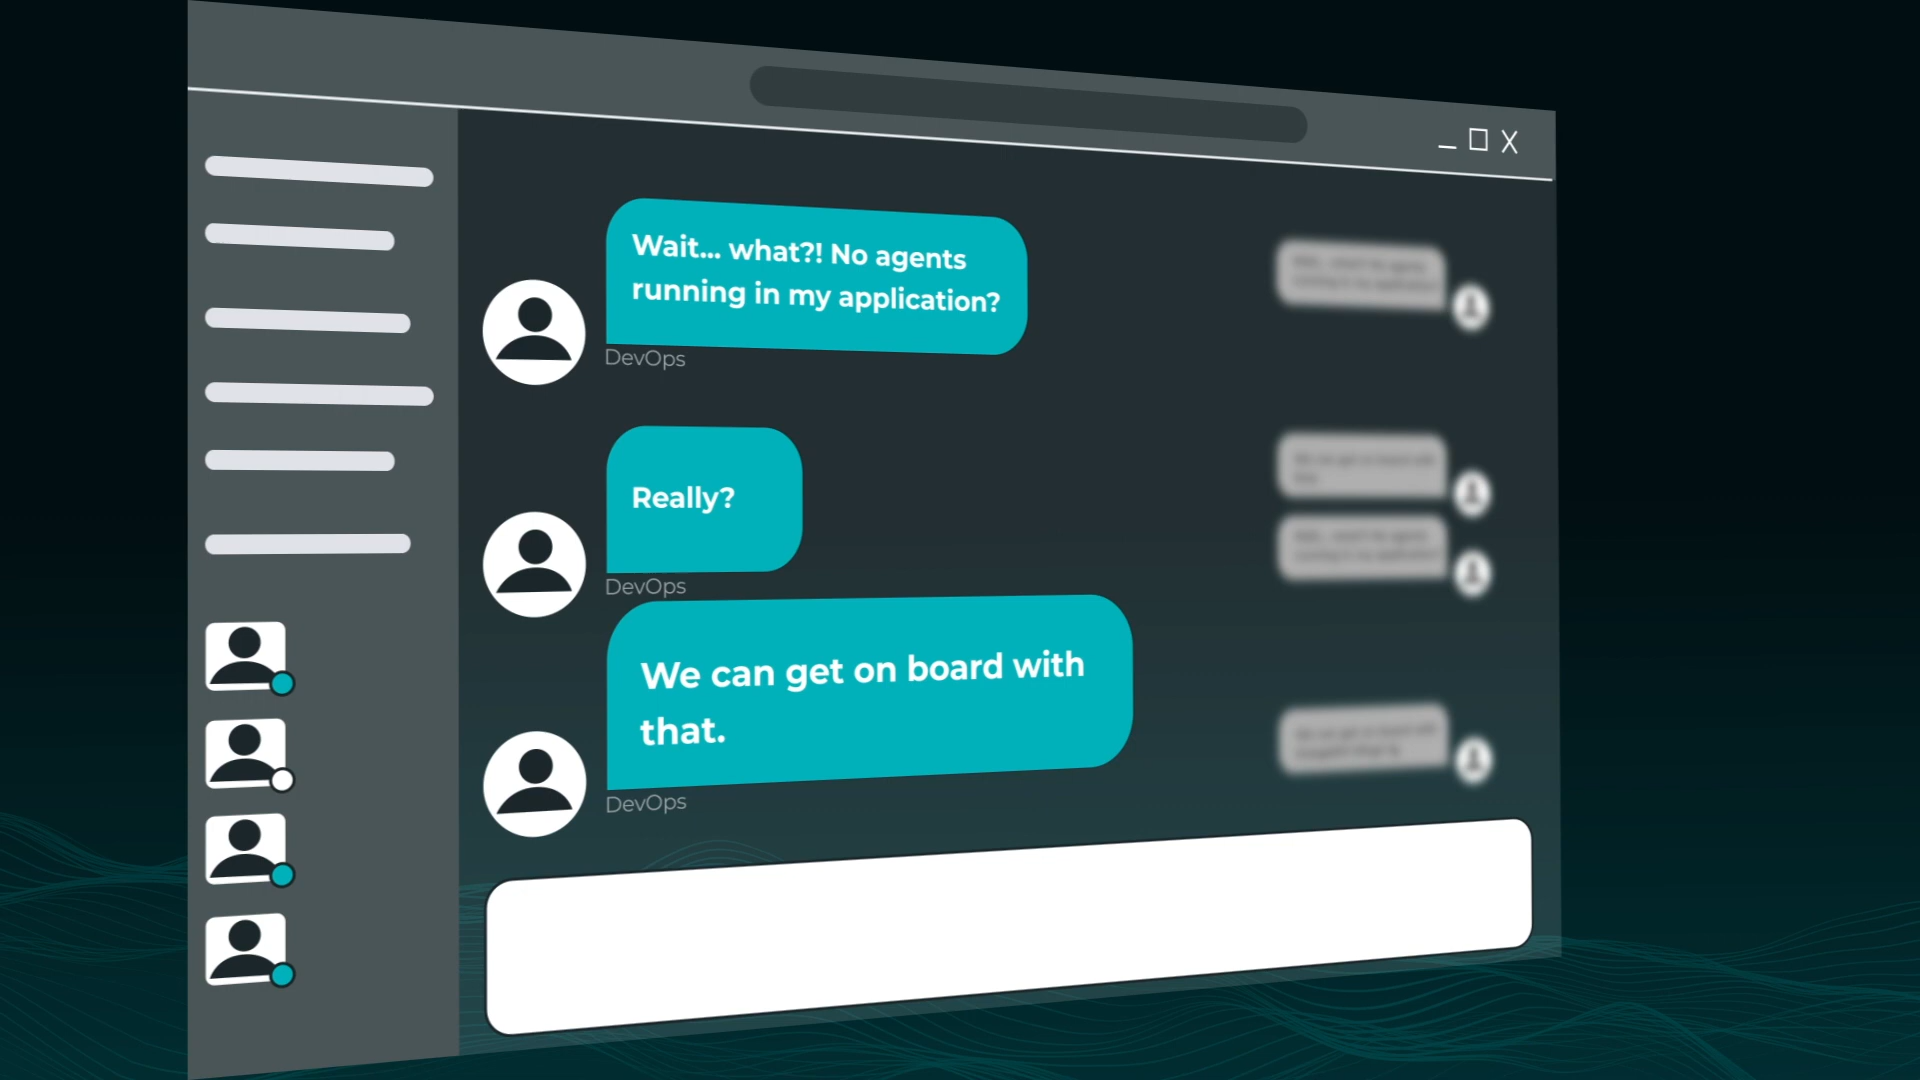 Wait... what?! No agents
running in my application?
DevOps
Really?
DevOps
We can get on board with
that.
DevOps